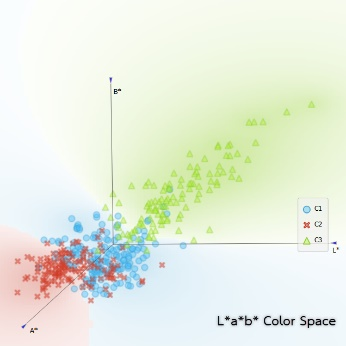 B*
C1
C2
C3
L*
L*a*b* Color Space
A*